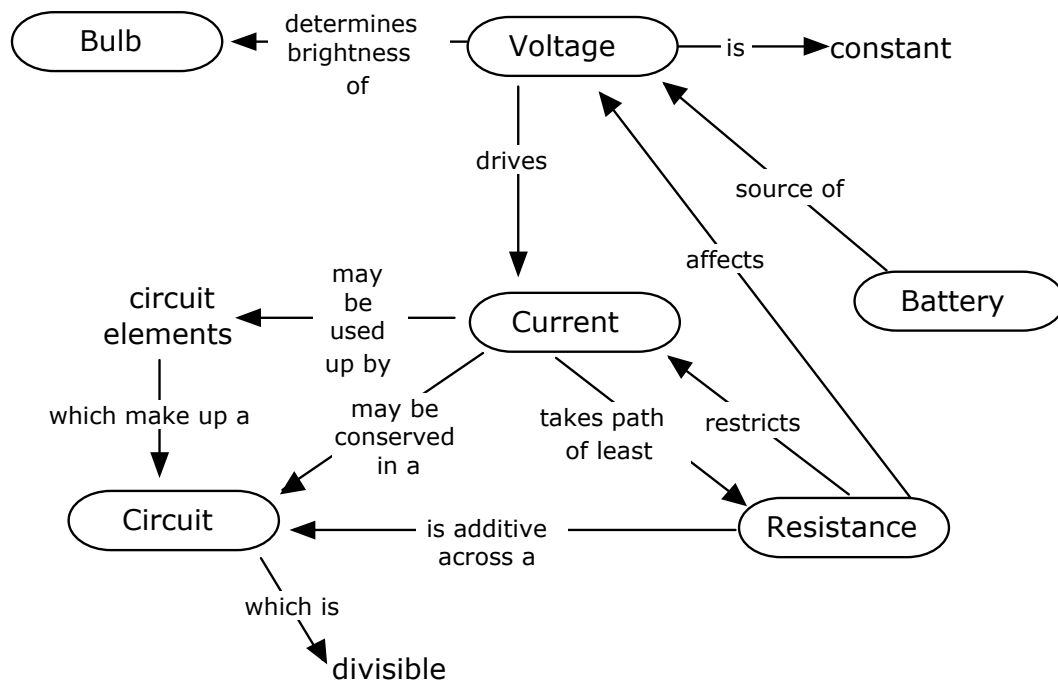 Bulb
determines
brightness
of
Voltage
is
constant
drives
source of
affects
Battery
circuit
elements
may
be
used
up by
Current
which make up a
may be
conserved
in a
takes path
of least
restricts
Circuit
is additive
across a
Resistance
which is
divisible